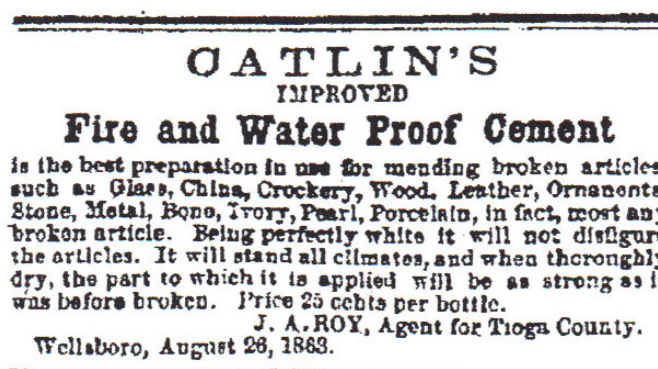 CATLIN'S
IMPROVED
Fire and Water Proof Cement
is the best preparation in use for mending broken articles
such as Glass, China, Crockery, Wood, Leather, Ornaments
Stone, Metal, Bone, Ivory, Pearl, Porcelain, in fact, most any
broken article. Being perfectly white it will not disfigur
the articles. It will stand all climates, and when thoroughly
dry, the part to which it is applied will be as strong as i
was before broken. Price 25 cents per bottle.
J. A. ROY, Agent for Tioga County.
Wellsboro, August 26, 1863.